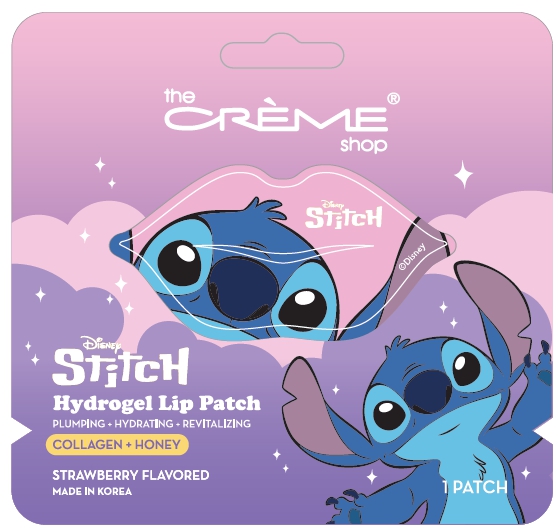 the
CRÈME®
shop
Disney
Stitch
©Disney
Disney
Stitch
Hydrogel Lip Patch
PLUMPING + HYDRATING + REVITALIZING
COLLAGEN + HONEY
STRAWBERRY FLAVORED
MADE IN KOREA
1 PATCH